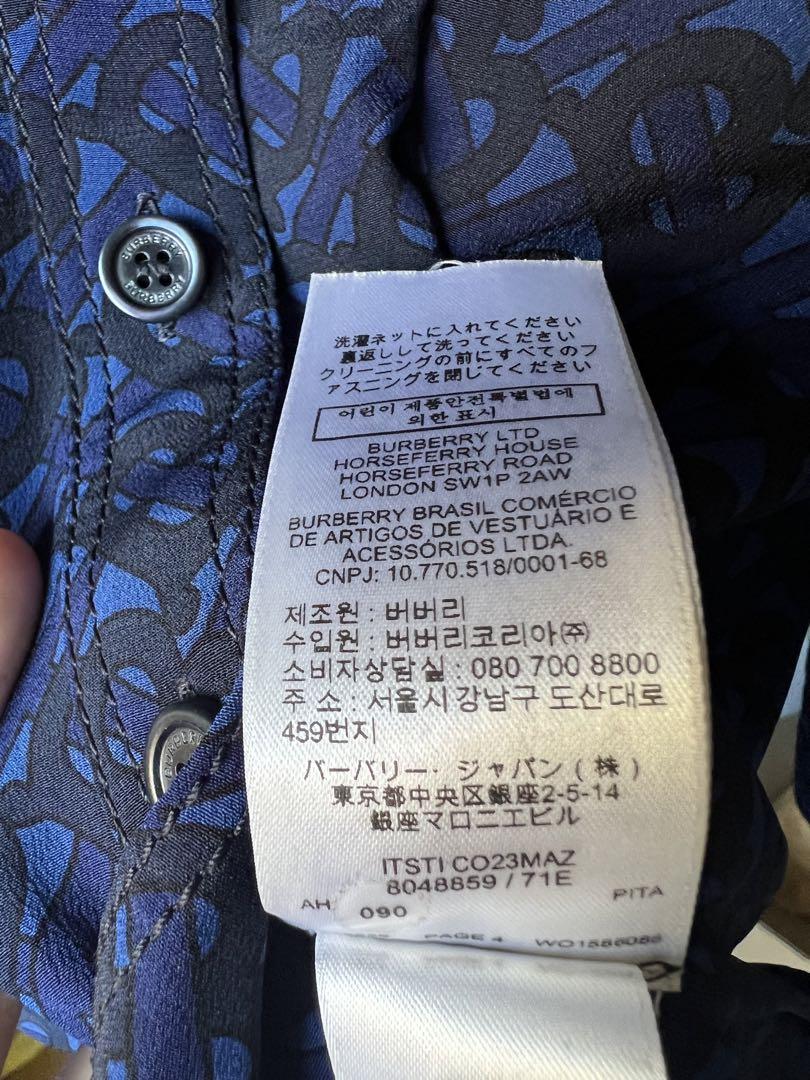 BURBERRY
BURBERRY
洗濯ネットに入れてください
裏返しして洗ってください
クリーニングの前にすべてのフ
ァスニングを閉じてください
어린이 제품안전특별법에
의한 표시
BURBERRY LTD
HORSEFERRY HOUSE
HORSEFERRY ROAD
LONDON SW1P 2AW
BURBERRY BRASIL COMÉRCIO
DE ARTIGOS DE VESTUÁRIO E
ACESSÓRIOS LTDA.
CNPJ: 10.770.518/0001-68
제조원 : 버버리
수입원 : 버버리코리아㈜
소비자상담실 : 080 700 8800
주 소 : 서울시 강남구 도산대로
459번지
バーバリー・ジャパン ( 株 )
東京都中央区銀座2-5-14
銀座マロニエビル
ITSTI CO23MAZ
8048859 / 71E
AH 090 PITA
PAGE 4